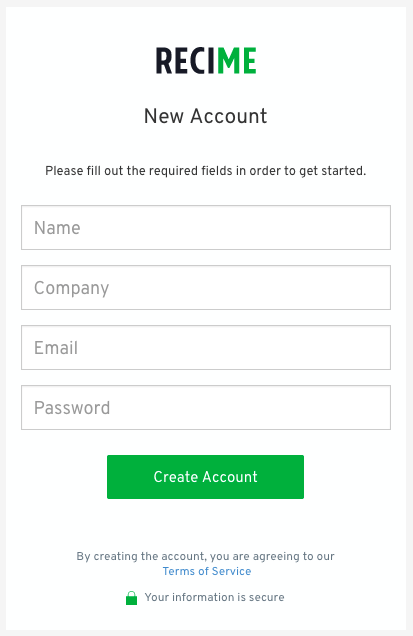 RECIME
New Account
Please fill out the required fields in order to get started.
Name
Company
Email
Password
Create Account
By creating the account, you are agreeing to our
Terms of Service
Your information is secure